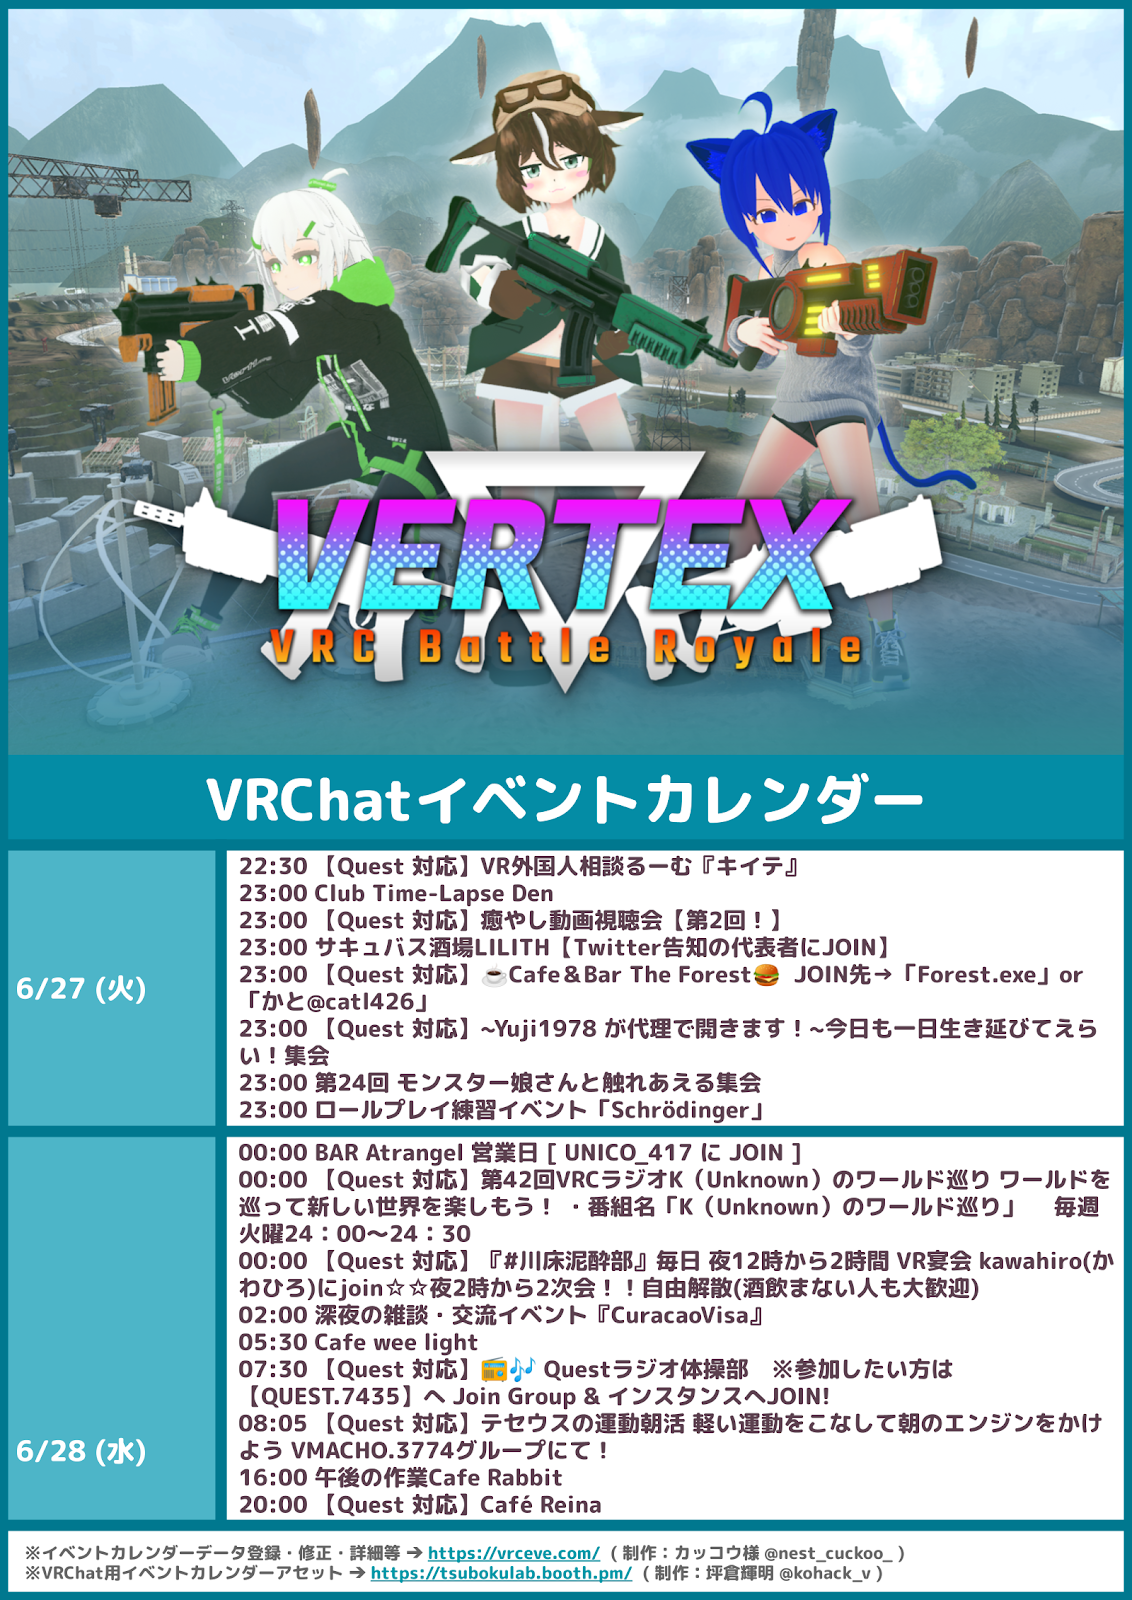 VERTEX
VRC Battle Royale
VRChatイベントカレンダー
6/27 (火)
22:30 【Quest 対応】VR外国人相談るーむ『キイテ』
23:00 Club Time-Lapse Den
23:00 【Quest 対応】癒やし動画視聴会【第2回！】
23:00 サキュバス酒場LILITH【Twitter告知の代表者にJOIN】
23:00 【Quest 対応】☕Cafe＆Bar The Forest🍔 JOIN先→「Forest.exe」or
「かと@catl426」
23:00 【Quest 対応】~Yuji1978 が代理で開きます！~今日も一日生き延びてえら
い！集会
23:00 第24回 モンスター娘さんと触れあえる集会
23:00 ロールプレイ練習イベント「Schrödinger」
6/28 (水)
00:00 BAR Atrangel 営業日 [ UNICO_417 に JOIN ]
00:00 【Quest 対応】第42回VRCラジオK（Unknown）のワールド巡り ワールドを
巡って新しい世界を楽しもう！ ・番組名「K（Unknown）のワールド巡り」　毎週
火曜24：00〜24：30
00:00 【Quest 対応】『#川床泥酔部』毎日 夜12時から2時間 VR宴会 kawahiro(か
わひろ)にjoin☆☆夜2時から2次会！！自由解散(酒飲まない人も大歓迎)
02:00 深夜の雑談・交流イベント『CuracaoVisa』
05:30 Cafe wee light
07:30 【Quest 対応】📻🎶 Questラジオ体操部　※参加したい方は
【QUEST.7435】へ Join Group & インスタンスへJOIN!
08:05 【Quest 対応】テセウスの運動朝活 軽い運動をこなして朝のエンジンをかけ
よう VMACHO.3774グループにて！
16:00 午後の作業Cafe Rabbit
20:00 【Quest 対応】Café Reina
※イベントカレンダーデータ登録・修正・詳細等 → https://vrceve.com/ （ 制作：カッコウ様 @nest_cuckoo_ ）
※VRChat用イベントカレンダーアセット → https://tsubokulab.booth.pm/ （ 制作：坪倉輝明 @kohack_v ）